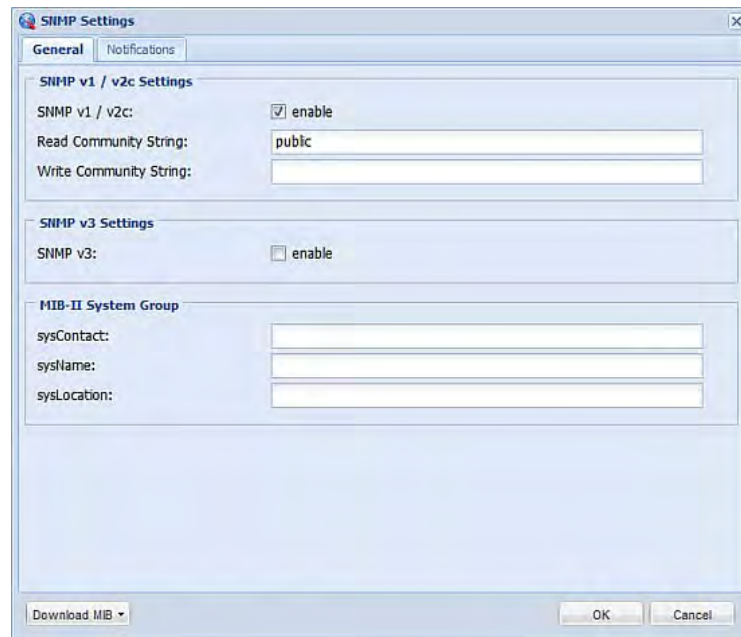 SNMP Settings
General Notifications
SNMP v1 / v2c Settings
SNMP v1 / v2c: enable
Read Community String: public
Write Community String:
SNMP v3 Settings
SNMP v3: enable
MIB-II System Group
sysContact:
sysName:
sysLocation:
Download MIB OK Cancel